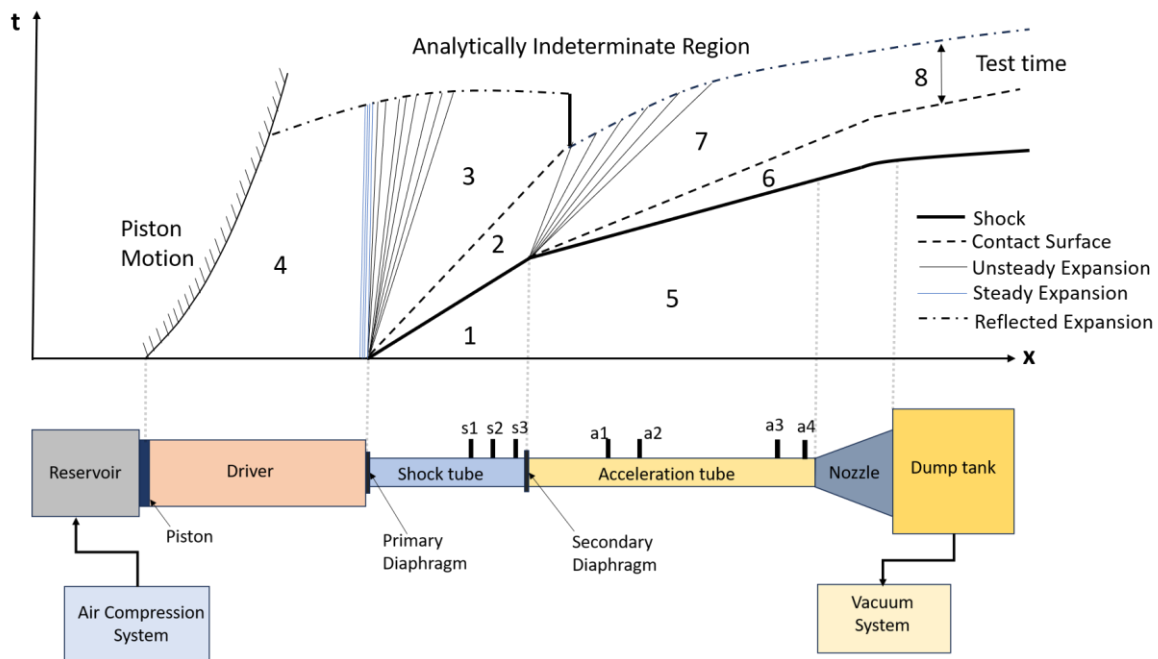 t
Analytically Indeterminate Region
8
Test time
7
3
6
Piston
Motion
2
4
5
1
Shock
Contact Surface
Unsteady Expansion
Steady Expansion
Reflected Expansion
x
s1 s2 s3
a1 a2 a3 a4
Reservoir
Driver
Shock tube
Acceleration tube
Nozzle
Dump tank
Piston
Primary
Diaphragm
Secondary
Diaphragm
Air Compression
System
Vacuum
System